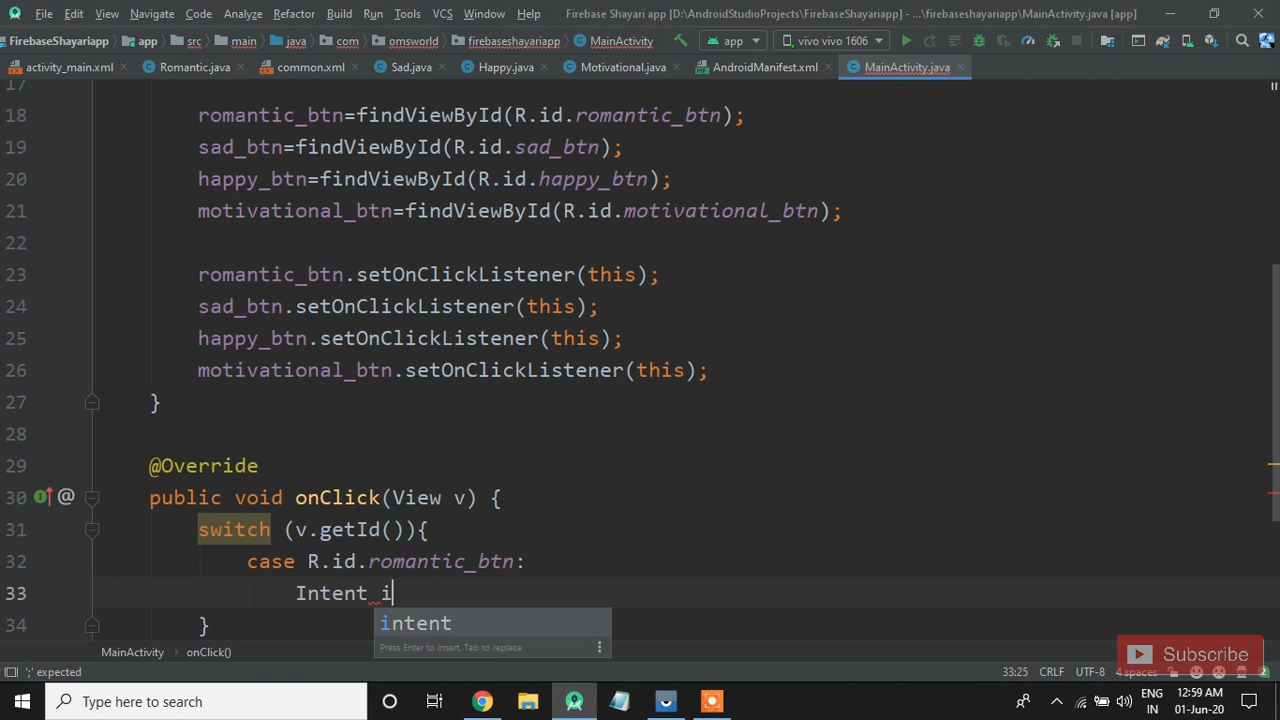 File Edit View Navigate Code Analyze Refactor Build Run Tools VCS Window Help Firebase Shayari app [D:\AndroidStudioProjects\FirebaseShayariapp] - ...\firebaseshayariapp\MainActivity.java [app]
FirebaseShayariapp app src main java com omsworld firebaseshayariapp MainActivity app vivo vivo 1606
activity_main.xml Romantic.java common.xml Sad.java Happy.java Motivational.java AndroidManifest.xml MainActivity.java
17
18 romantic_btn=findViewById(R.id.romantic_btn);
19 sad_btn=findViewById(R.id.sad_btn);
20 happy_btn=findViewById(R.id.happy_btn);
21 motivational_btn=findViewById(R.id.motivational_btn);
22
23 romantic_btn.setOnClickListener(this);
24 sad_btn.setOnClickListener(this);
25 happy_btn.setOnClickListener(this);
26 motivational_btn.setOnClickListener(this);
27 }
28
29 @Override
30 public void onClick(View v) {
31 switch (v.getId()){
32 case R.id.romantic_btn:
33 Intent i
intent
34 }
Press Enter to insert, Tab to replace
MainActivity onClick()
Subscribe
';' expected 33:25 CRLF UTF-8 4 spaces
Type here to search ENG IN 12:59 AM 01-Jun-20